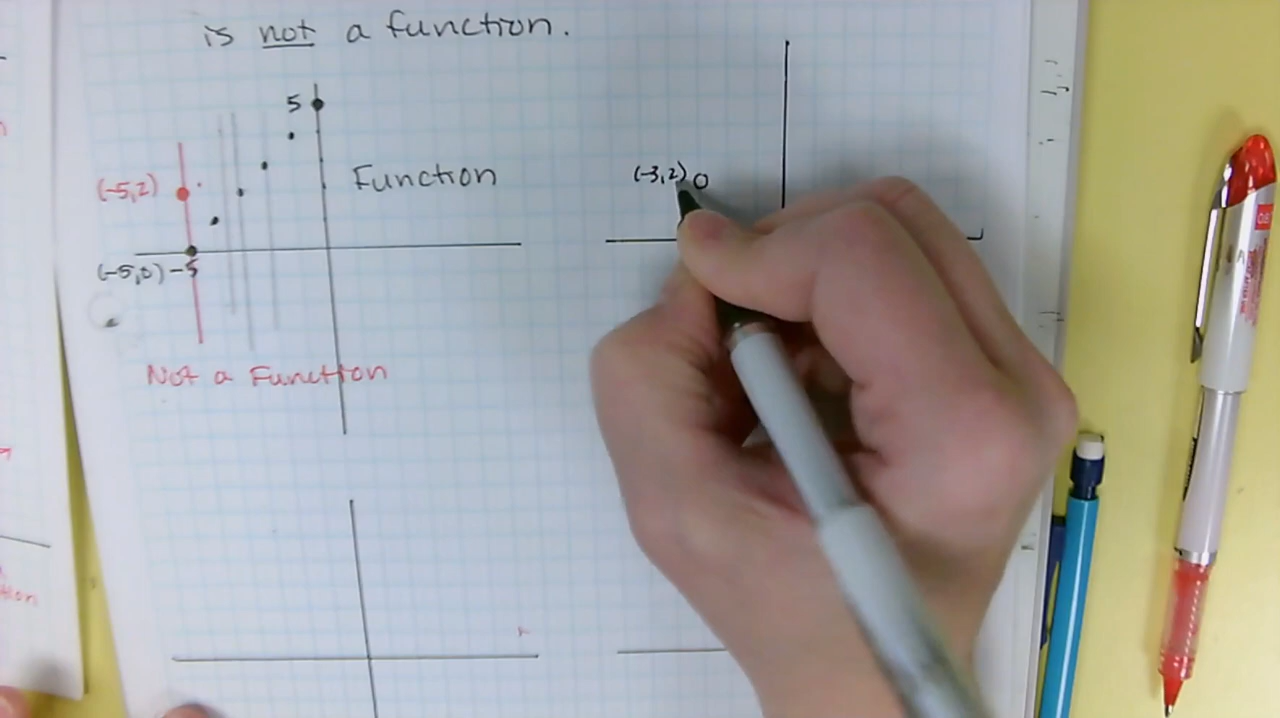 is not a function.
5
(-5,2)
Function
(-3,2)
(-5,0) -5
Not a Function